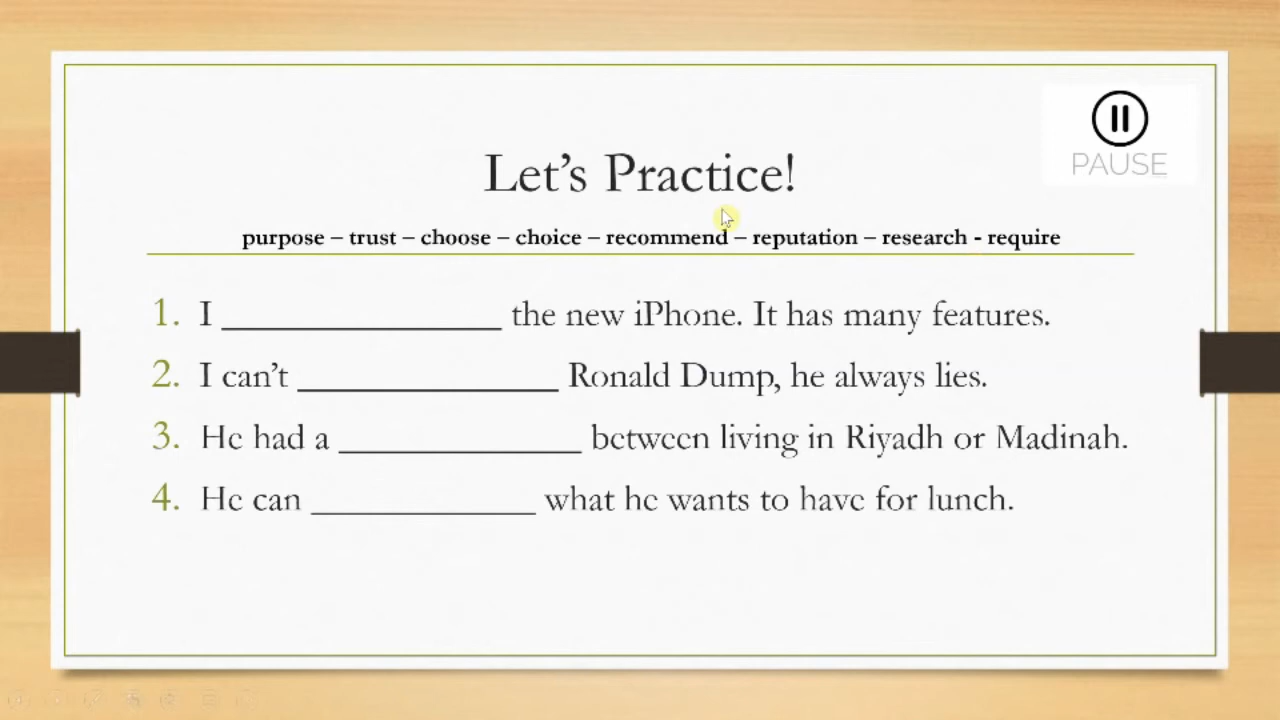 PAUSE
Let's Practice!
purpose – trust – choose – choice – recommend – reputation – research - require
1. I _______________ the new iPhone. It has many features.
2. I can't ______________ Ronald Dump, he always lies.
3. He had a _____________ between living in Riyadh or Madinah.
4. He can ____________ what he wants to have for lunch.